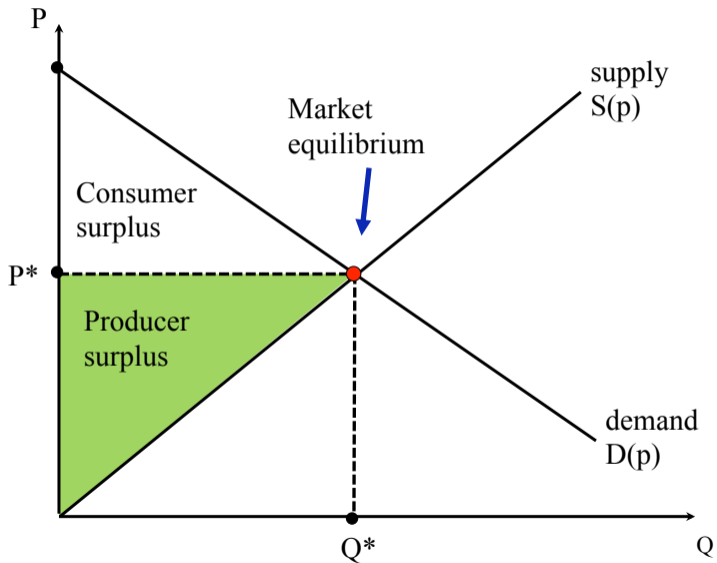 P
supply
S(p)
Market
equilibrium
Consumer
surplus
P*
Producer
surplus
demand
D(p)
Q*
Q